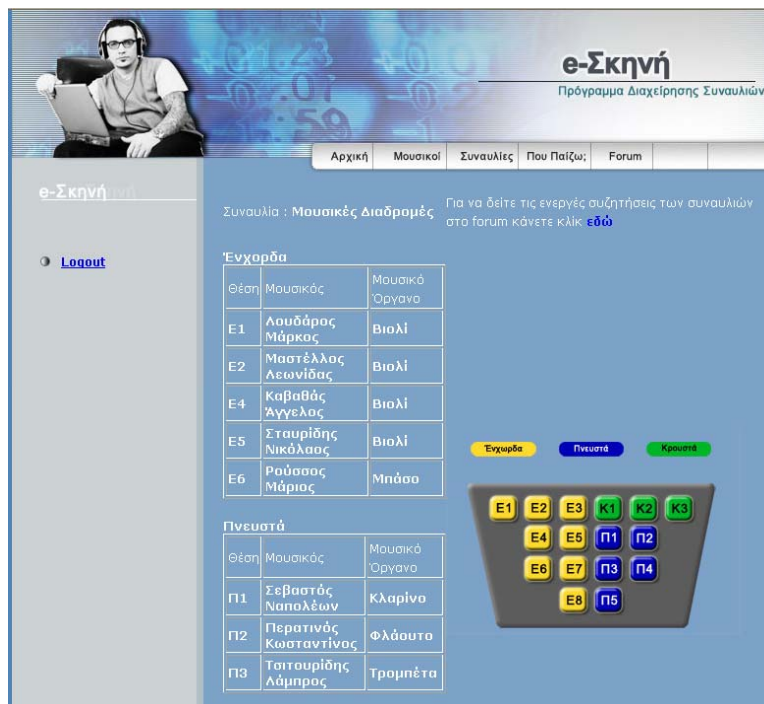 e-Σκηνή
Πρόγραμμα Διαχείρησης Συναυλιών
Αρχική Μουσικοί Συναυλίες Που Παίζω; Forum
e-Σκηνή
Logout
Συναυλία : Μουσικές Διαδρομές
Για να δείτε τις ενεργές συζητήσεις των συναυλιών
στο forum κάνετε κλίκ εδώ
Ένχορδα
Θέση Μουσικός Μουσικό
Όργανο
Ε1 Λουδάρος
Μάρκος Βιολί
Ε2 Μαστέλλος
Λεωνίδας Βιολί
Ε4 Καβαθάς
Άγγελος Βιολί
Ε5 Σταυρίδης
Νικόλαος Βιολί
Ε6 Ρούσσος
Μάριος Μπάσο
Πνευστά
Θέση Μουσικός Μουσικό
Όργανο
Π1 Σεβαστός
Ναπολέων Κλαρίνο
Π2 Περατινός
Κωσταντίνος Φλάουτο
Π3 Τσιτουρίδης
Λάμπρος Τρομπέτα
Ένχωρδα Πνευστά Κρουστά
Ε1 Ε2 Ε3 Κ1 Κ2 Κ3
Ε4 Ε5 Π1 Π2
Ε6 Ε7 Π3 Π4
Ε8 Π5